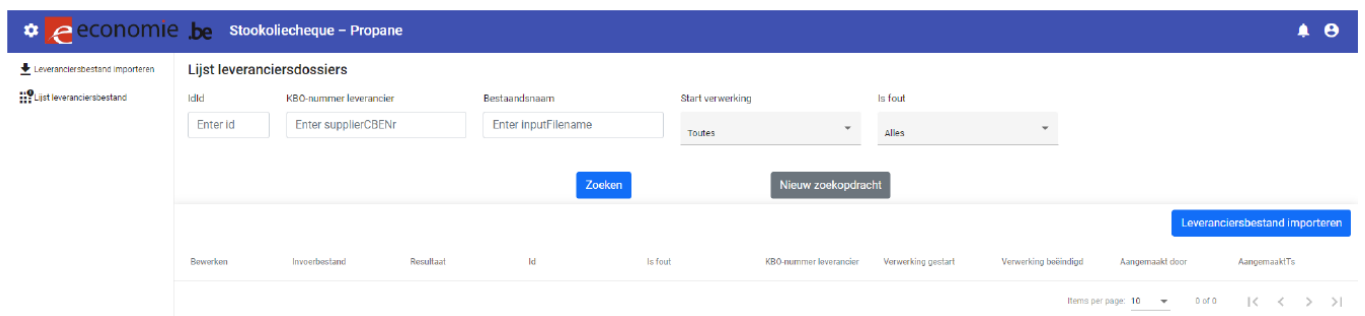 e economie .be Stookoliecheque – Propane
Leveranciersbestand importeren
Lijst leveranciersbestand
Lijst leveranciersdossiers
IdId KBO-nummer leverancier Bestaandsnaam Start verwerking Is fout
Enter id Enter supplierCBENr Enter inputFilename Toutes Alles
Zoeken Nieuw zoekopdracht
Leveranciersbestand importeren
Bewerken Invoerbestand Resultaat Id Is fout KBO-nummer leverancier Verwerking gestart Verwerking beëindigd Aangemaakt door AangemaaktTs
Items per page: 10 0 of 0